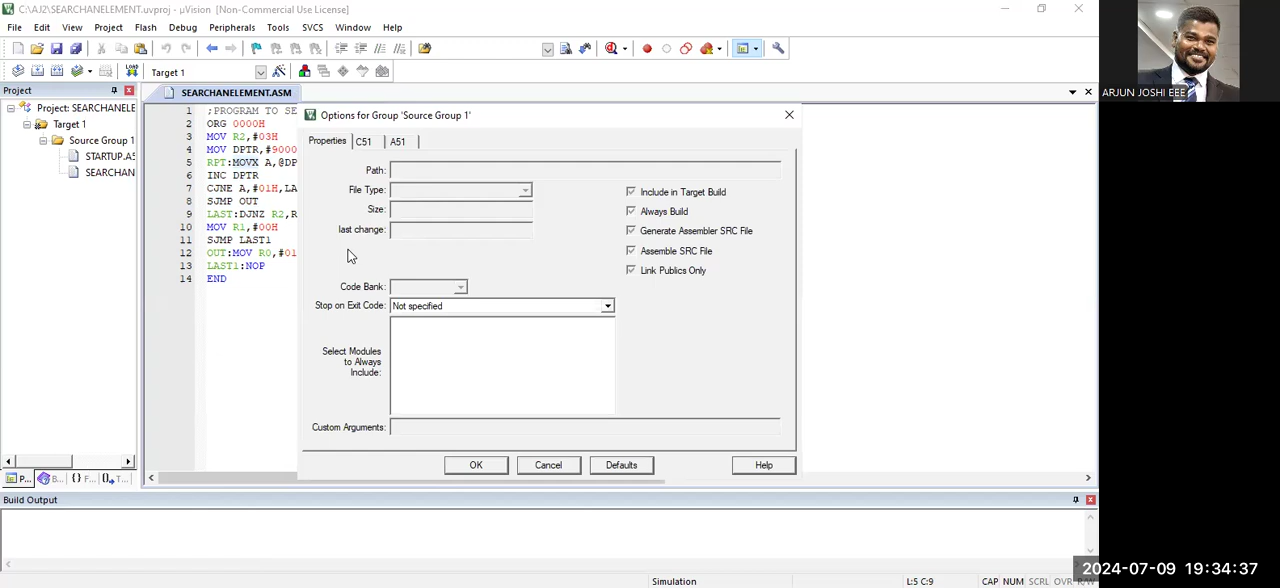 C:\AJ2\SEARCHANELEMENT.uvproj - µVision [Non-Commercial Use License]
File Edit View Project Flash Debug Peripherals Tools SVCS Window Help
LOAD
Target 1
Project
SEARCHANELEMENT.ASM
Project: SEARCHANELE
Target 1
Source Group 1
STARTUP.A5
SEARCHAN
1 ;PROGRAM TO SE
2 ORG 0000H
3 MOV R2,#03H
4 MOV DPTR,#9000
5 RPT:MOVX A,@DP
6 INC DPTR
7 CJNE A,#01H,LA
8 SJMP OUT
9 LAST:DJNZ R2,R
10 MOV R1,#00H
11 SJMP LAST1
12 OUT:MOV R0,#01
13 LAST1:NOP
14 END
Options for Group 'Source Group 1'
Properties C51 A51
Path:
File Type:
Size:
last change:
Include in Target Build
Always Build
Generate Assembler SRC File
Assemble SRC File
Link Publics Only
Code Bank:
Stop on Exit Code: Not specified
Select Modules
to Always
Include:
Custom Arguments:
OK Cancel Defaults Help
P... B... {} F... T...
Build Output
Simulation L:5 C:9 CAP NUM SCRL OVR R/W
ARJUN JOSHI EEE
2024-07-09 19:34:37